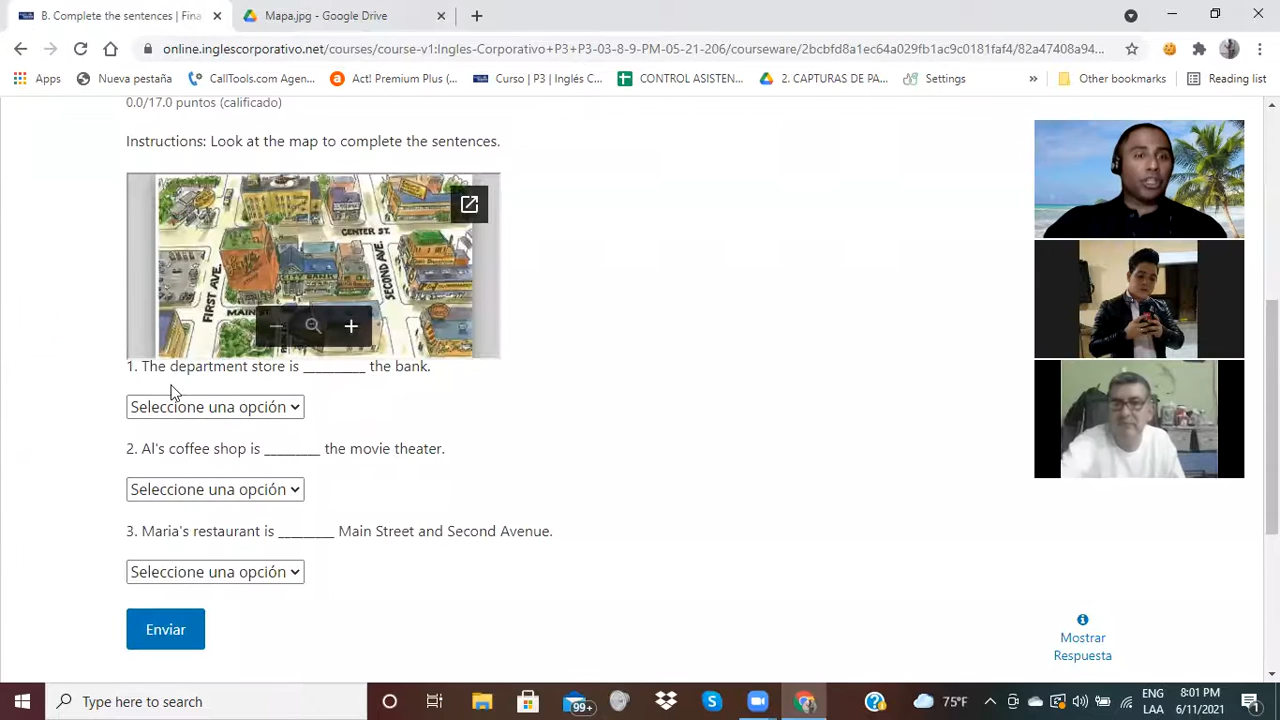 B. Complete the sentences | Fina
Mapa.jpg - Google Drive
online.inglescorporativo.net/courses/course-v1:Ingles-Corporativo+P3+P3-03-8-9-PM-05-21-206/courseware/2bcbfd8a1ec64a029fb1ac9c0181faf4/82a47408a94...
Apps
Nueva pestaña
CallTools.com Agen...
Act! Premium Plus (...
Curso | P3 | Inglés C...
CONTROL ASISTEN...
2. CAPTURAS DE PA...
Settings
»
Other bookmarks
Reading list
0.0/17.0 puntos (calificado)
Instructions: Look at the map to complete the sentences.
CENTER ST.
SECOND AVE.
FIRST AVE.
CITY BANK
MAIN ST.
1. The department store is __________ the bank.
Seleccione una opción
2. Al's coffee shop is ________ the movie theater.
Seleccione una opción
3. Maria's restaurant is ________ Main Street and Second Avenue.
Seleccione una opción
Enviar
Mostrar
Respuesta
Type here to search
99+
75°F
ENG
LAA
8:01 PM
6/11/2021
1